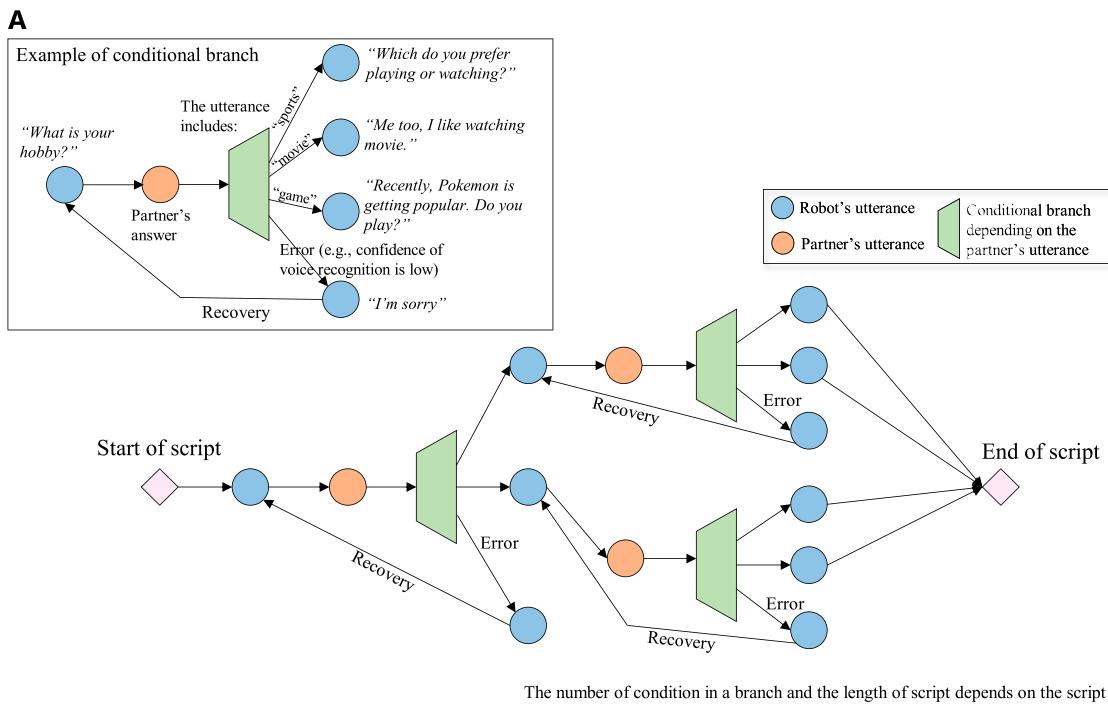 A
Example of conditional branch
“What is your
hobby?”
Partner’s
answer
The utterance
includes:
“sports”
“movie”
“game”
Error (e.g., confidence of
voice recognition is low)
“Which do you prefer
playing or watching?”
“Me too, I like watching
movie.”
“Recently, Pokemon is
getting popular. Do you
play?”
“I’m sorry”
Recovery
Robot’s utterance
Partner’s utterance
Conditional branch
depending on the
partner’s utterance
Start of script
Error
Recovery
Error
Recovery
Error
Recovery
End of script
The number of condition in a branch and the length of script depends on the script